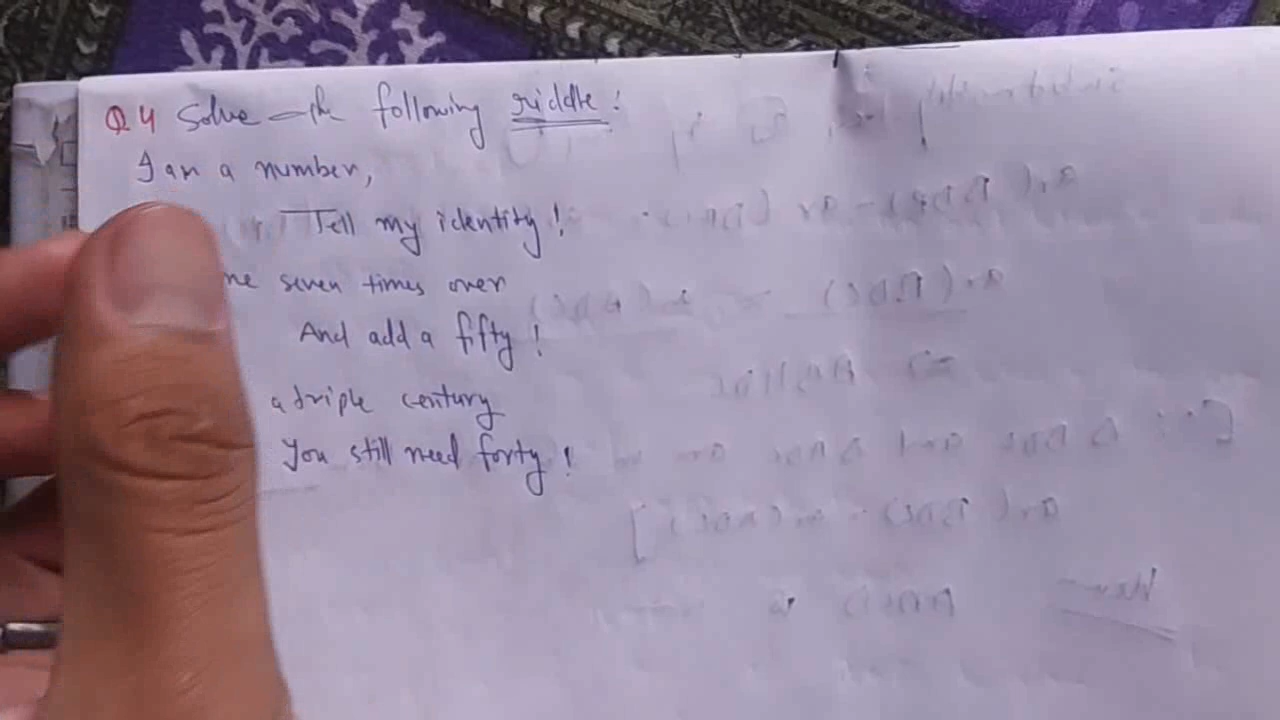 Q4 Solve the following riddle!
I am a number,
Tell my identity!
me seven times over
And add a fifty!
a triple century
You still need forty!